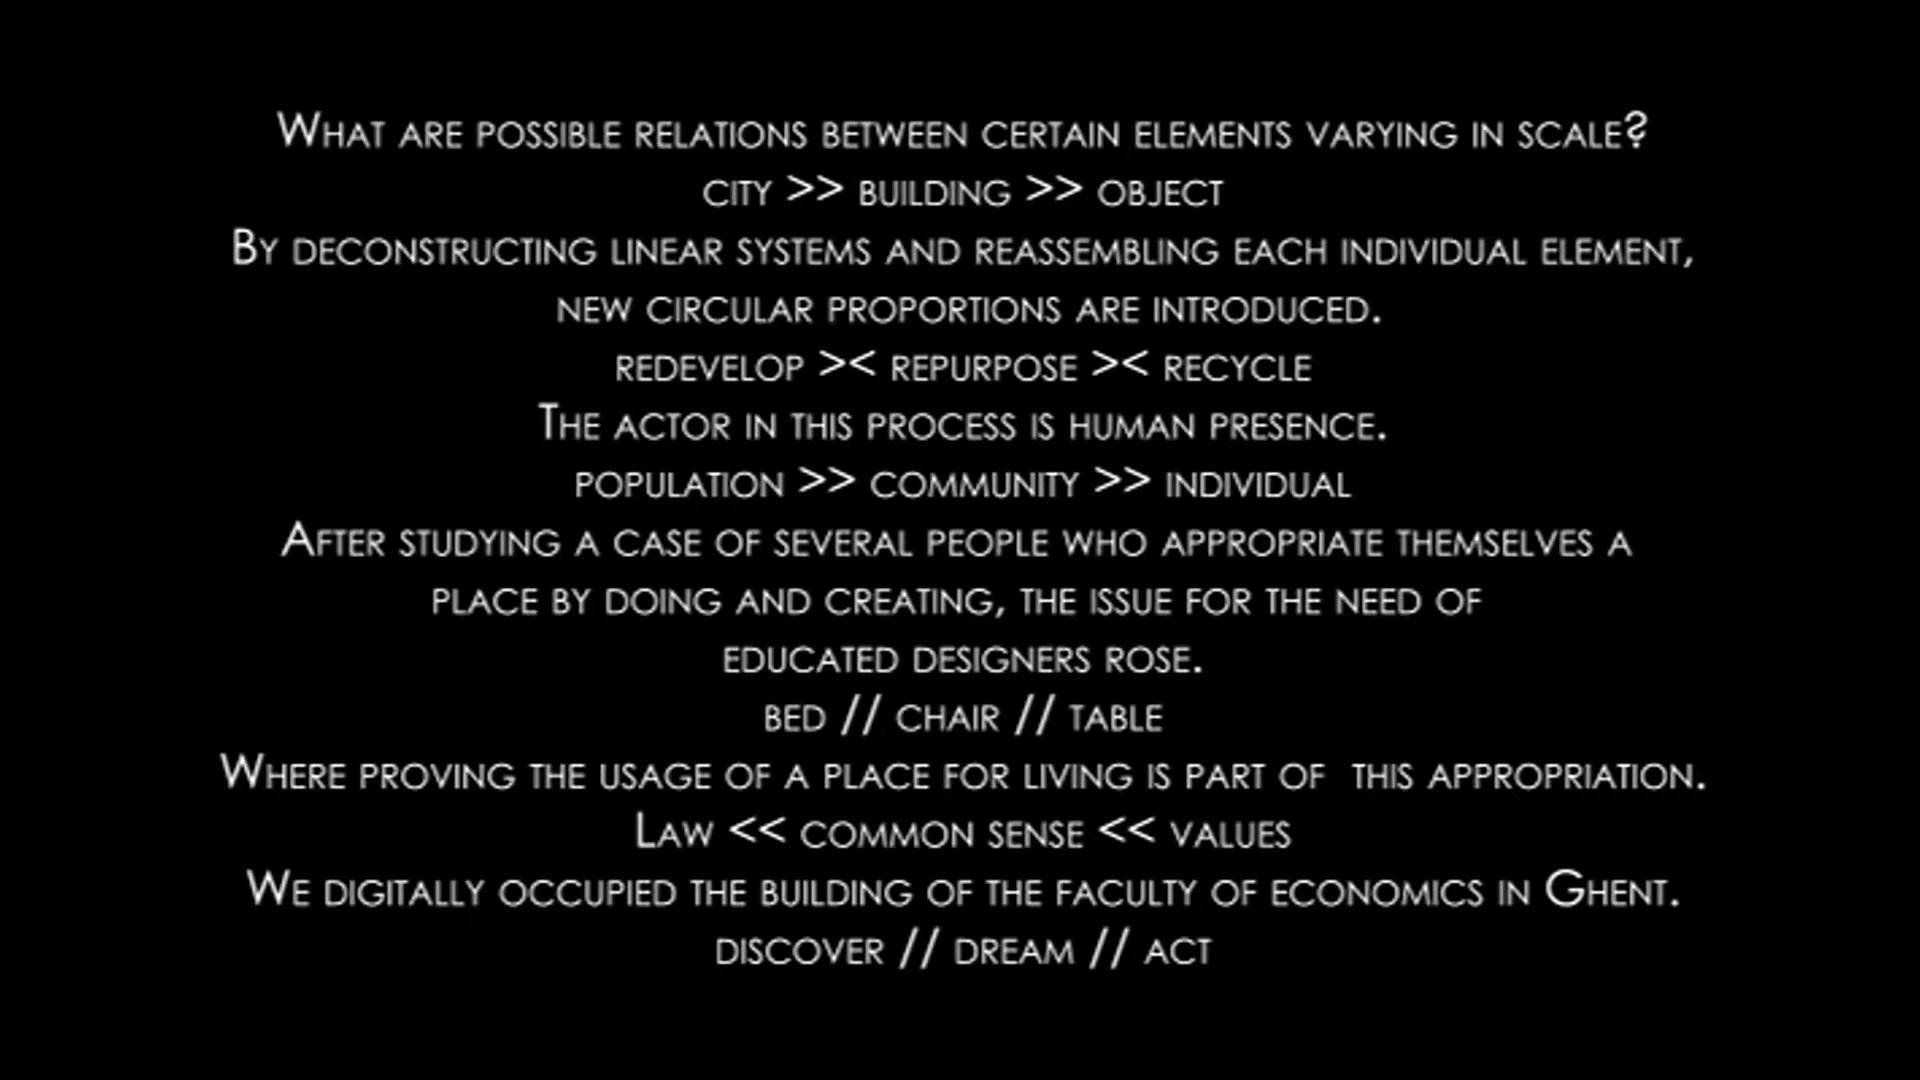 What are possible relations between certain elements varying in scale?
city >> building >> object
By deconstructing linear systems and reassembling each individual element,
new circular proportions are introduced.
redevelop >< repurpose >< recycle
The actor in this process is human presence.
population >> community >> individual
After studying a case of several people who appropriate themselves a
place by doing and creating, the issue for the need of
educated designers rose.
bed // chair // table
Where proving the usage of a place for living is part of  this appropriation.
Law << common sense << values
We digitally occupied the building of the faculty of economics in Ghent.
discover // dream // act